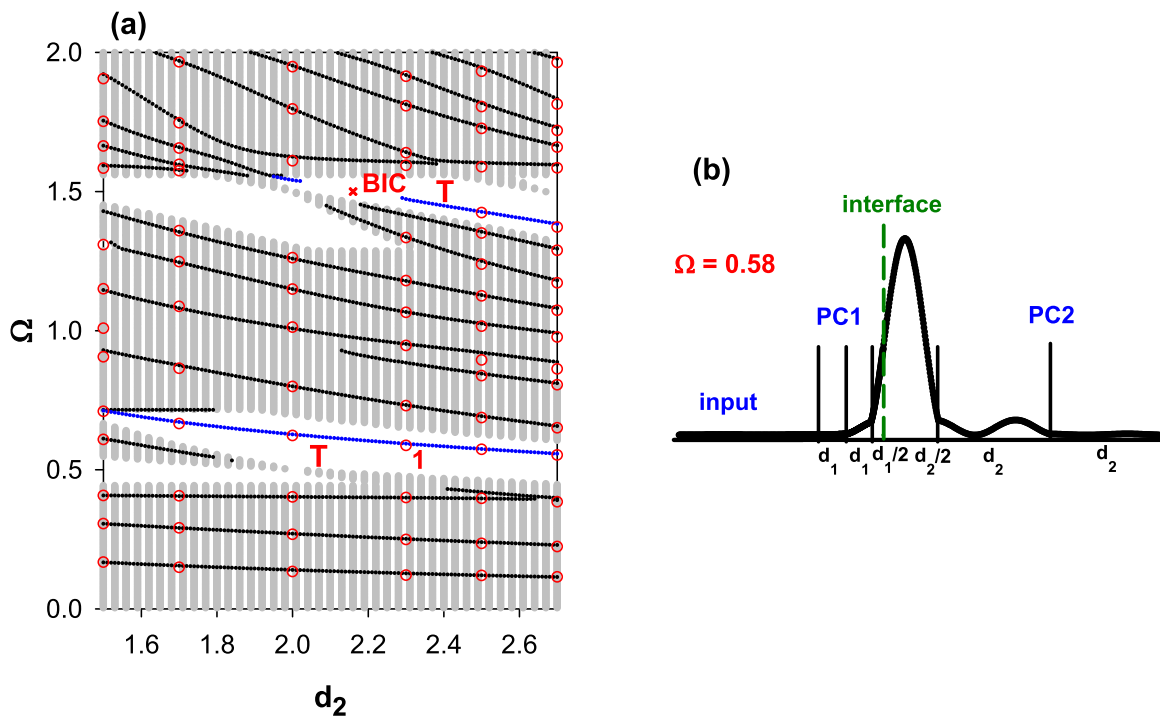 (a)
2.0
1.5
1.0
0.5
0.0
Ω
BIC
T
T 1
1.6 1.8 2.0 2.2 2.4 2.6
d2
(b)
interface
Ω = 0.58
PC1
PC2
input
d1 d1 d1/2 d2/2 d2 d2